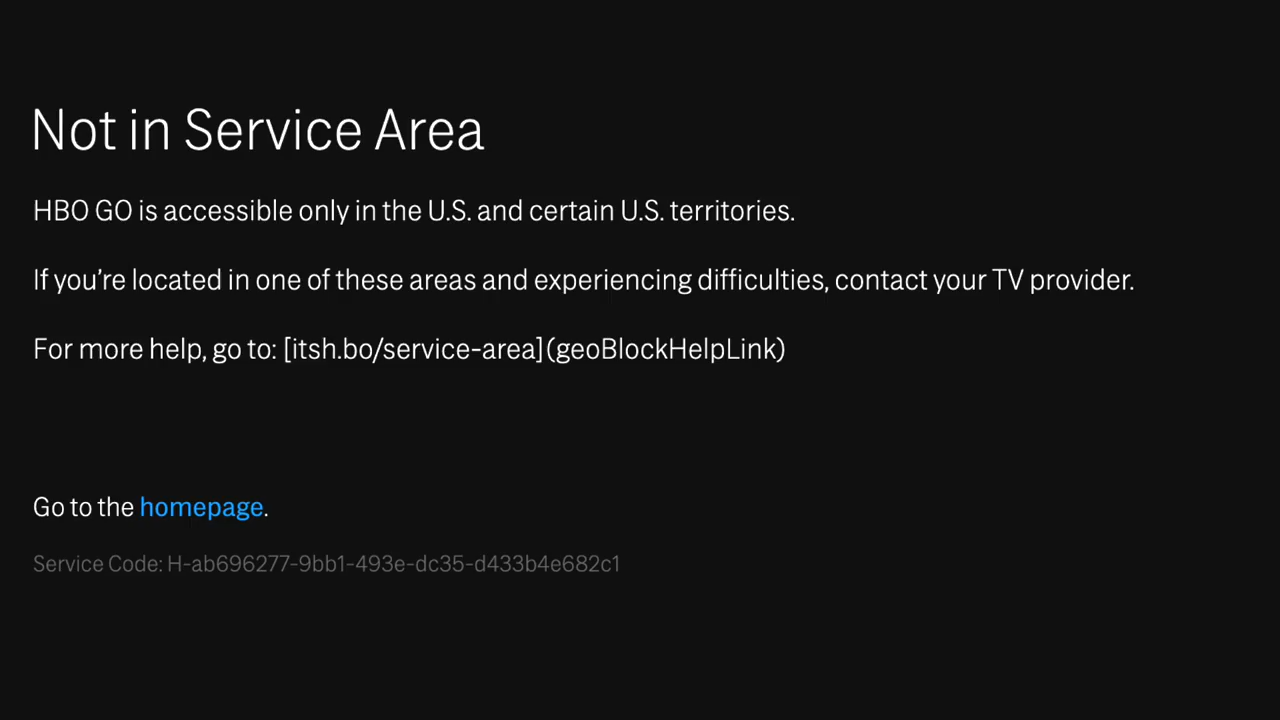 Not in Service Area
HBO GO is accessible only in the U.S. and certain U.S. territories.
If you’re located in one of these areas and experiencing difficulties, contact your TV provider.
For more help, go to: [itsh.bo/service-area](geoBlockHelpLink)
Go to the homepage.
Service Code: H-ab696277-9bb1-493e-dc35-d433b4e682c1